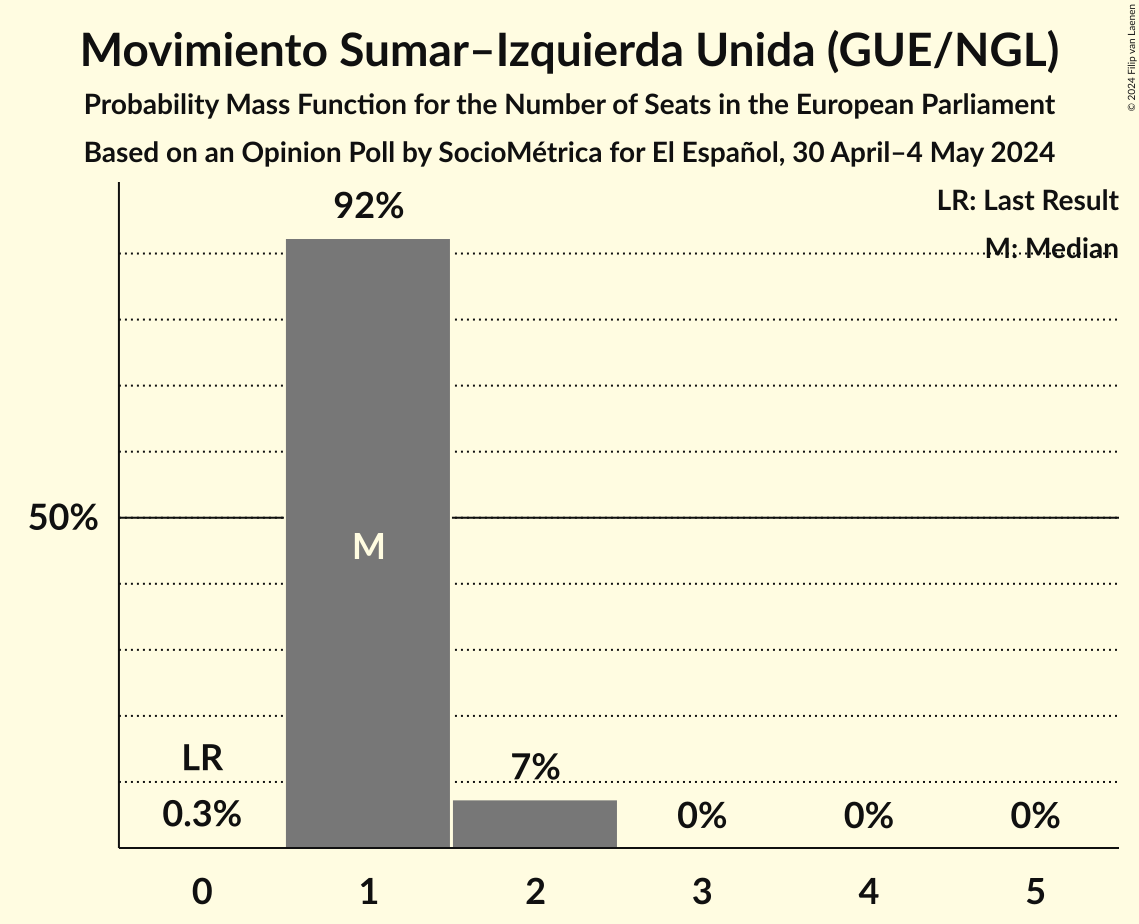 Movimiento Sumar–Izquierda Unida (GUE/NGL)
Probability Mass Function for the Number of Seats in the European Parliament
Based on an Opinion Poll by SocioMétrica for El Español, 30 April–4 May 2024
© 2024 Filip van Laenen
LR: Last Result
M: Median
92%
50%
M
LR
0.3%
7%
0%
0%
0%
0
1
2
3
4
5